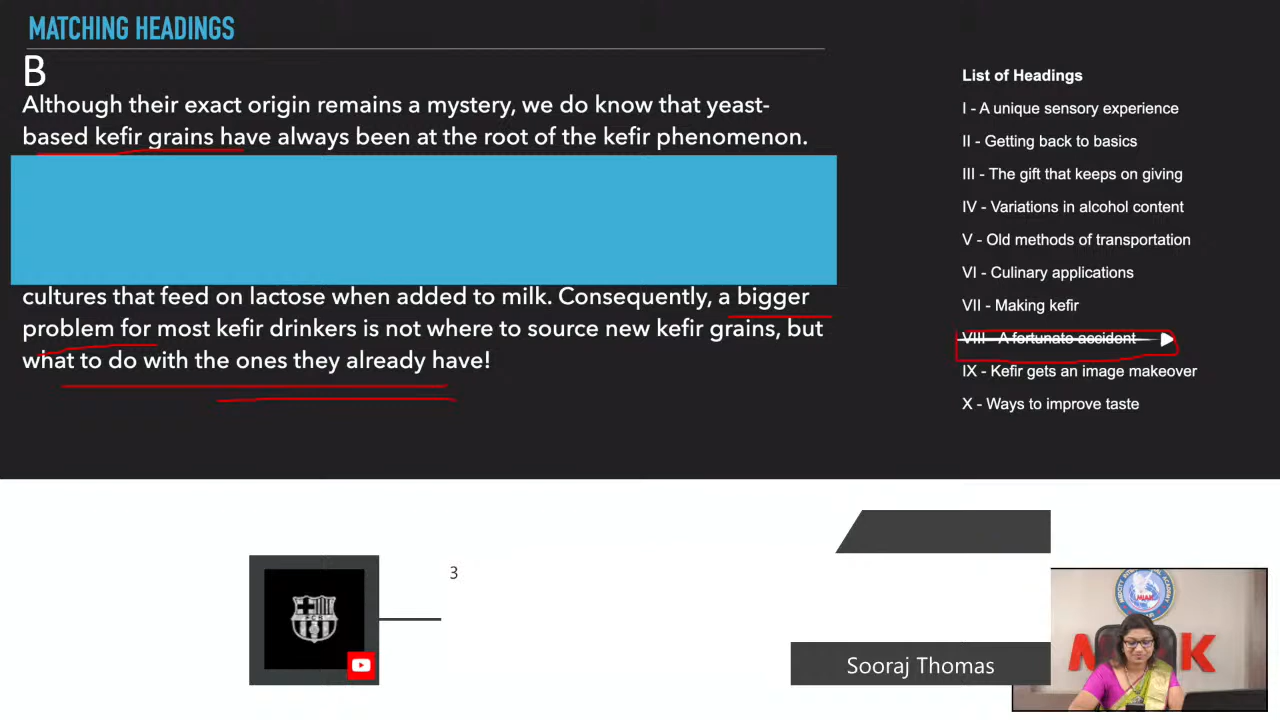 MATCHING HEADINGS
B
Although their exact origin remains a mystery, we do know that yeast-
based kefir grains have always been at the root of the kefir phenomenon.
cultures that feed on lactose when added to milk. Consequently, a bigger
problem for most kefir drinkers is not where to source new kefir grains, but
what to do with the ones they already have!
List of Headings
I - A unique sensory experience
II - Getting back to basics
III - The gift that keeps on giving
IV - Variations in alcohol content
V - Old methods of transportation
VI - Culinary applications
VII - Making kefir
VIII - A fortunate accident
IX - Kefir gets an image makeover
X - Ways to improve taste
3
FCB
Sooraj Thomas
MIAK